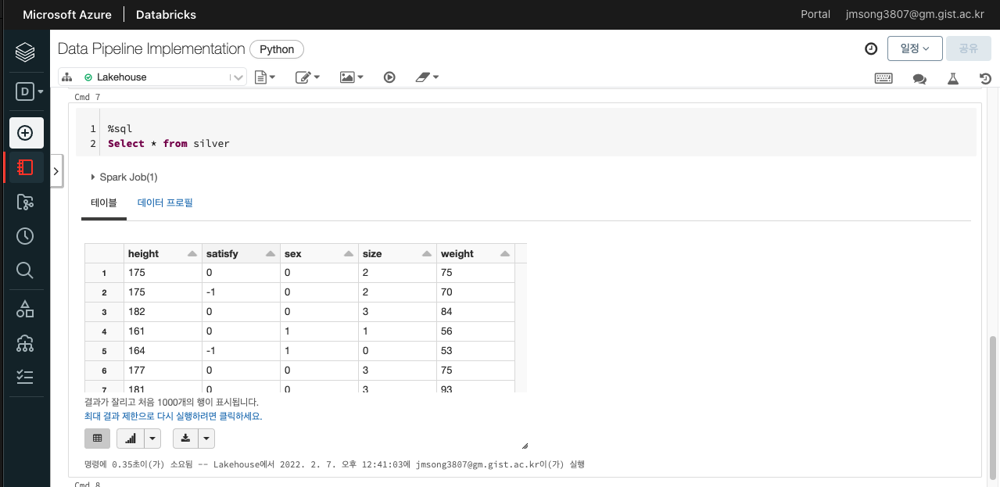 Microsoft Azure Databricks Portal jmsong3807@gm.gist.ac.kr
Data Pipeline Implementation Python 일정 공유
Lakehouse
D
Cmd 7
1 %sql
2 Select * from silver
Spark Job(1)
테이블 데이터 프로필
height satisfy sex size weight
1 175 0 0 2 75
2 175 -1 0 2 70
3 182 0 0 3 84
4 161 0 1 1 56
5 164 -1 1 0 53
6 177 0 0 3 75
7 181 0 0 3 93
결과가 잘리고 처음 1000개의 행이 표시됩니다.
최대 결과 제한으로 다시 실행하려면 클릭하세요.
명령에 0.35초이(가) 소요됨 -- Lakehouse에서 2022. 2. 7. 오후 12:41:03에 jmsong3807@gm.gist.ac.kr이(가) 실행
Cmd 8